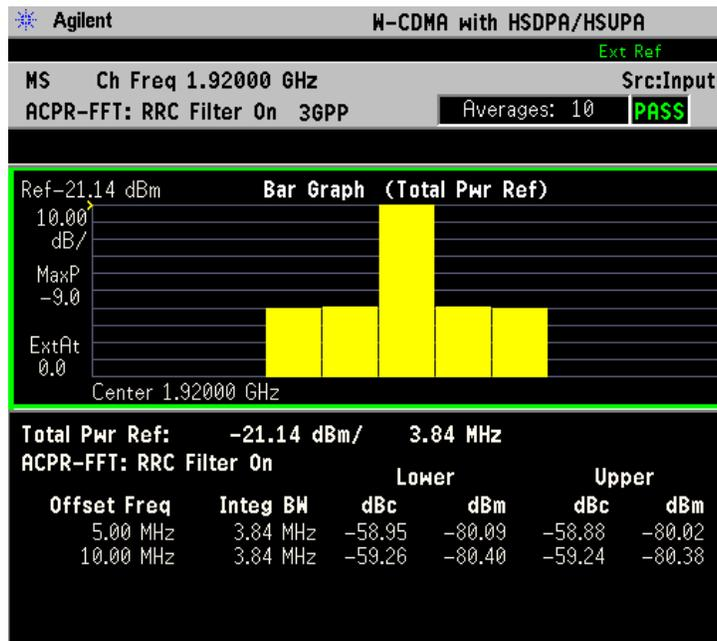 Agilent W-CDMA with HSDPA/HSUPA
Ext Ref
MS Ch Freq 1.92000 GHz Src:Input
ACPR-FFT: RRC Filter On 3GPP Averages: 10 PASS
Ref-21.14 dBm Bar Graph (Total Pwr Ref)
10.00
dB/
MaxP
-9.0
ExtAt
0.0
Center 1.92000 GHz
Total Pwr Ref: -21.14 dBm/ 3.84 MHz
ACPR-FFT: RRC Filter On
Lower Upper
Offset Freq Integ BW dBc dBm dBc dBm
5.00 MHz 3.84 MHz -58.95 -80.09 -58.88 -80.02
10.00 MHz 3.84 MHz -59.26 -80.40 -59.24 -80.38